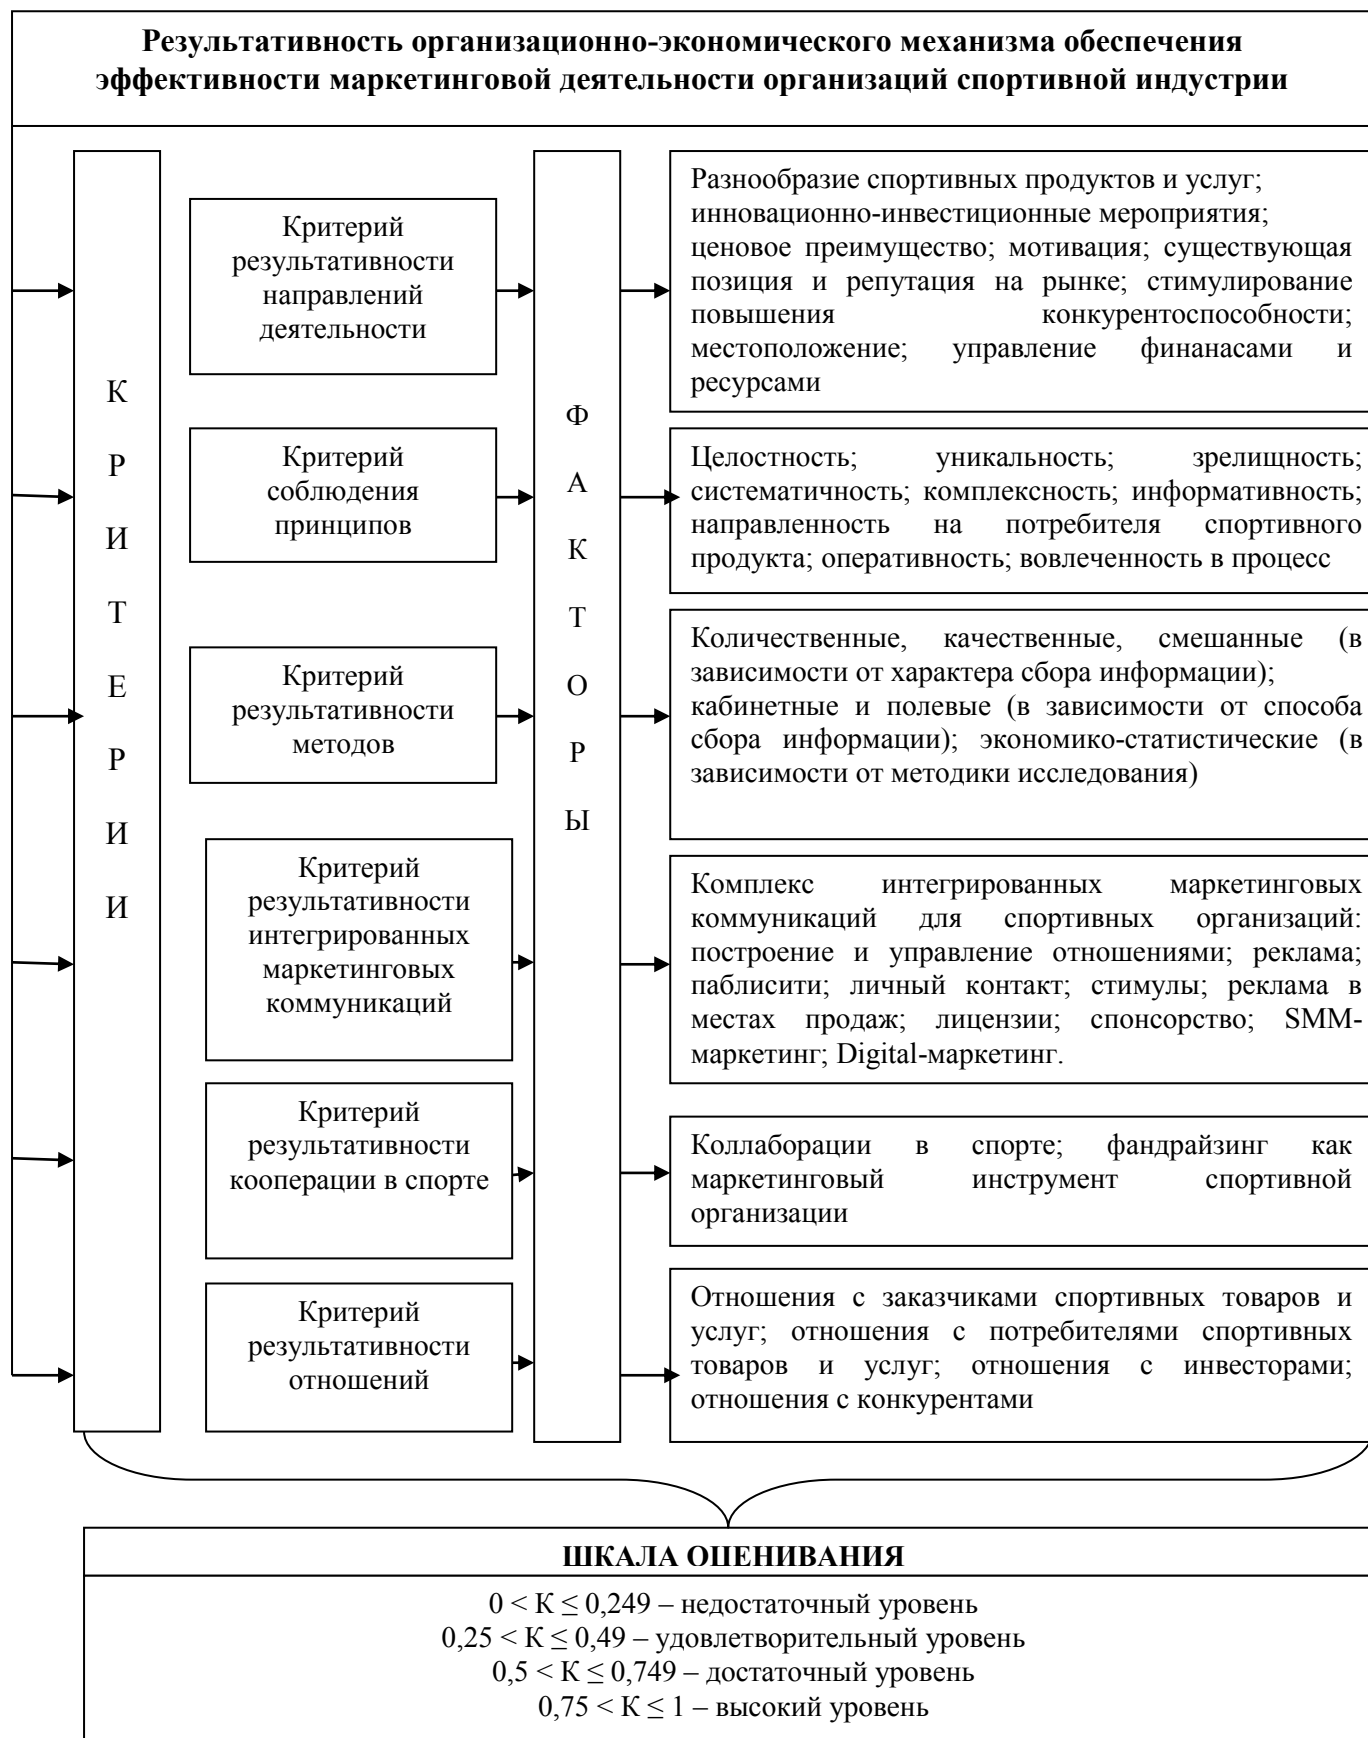 Результативность организационно-экономического механизма обеспечения
эффективности маркетинговой деятельности организаций спортивной индустрии
К
Р
И
Т
Е
Р
И
И
Критерий
результативности
направлений
деятельности
Критерий
соблюдения
принципов
Критерий
результативности
методов
Критерий
результативности
интегрированных
маркетинговых
коммуникаций
Критерий
результативности
кооперации в спорте
Критерий
результативности
отношений
Ф
А
К
Т
О
Р
Ы
Разнообразие спортивных продуктов и услуг;
инновационно-инвестиционные мероприятия;
ценовое преимущество; мотивация; существующая
позиция и репутация на рынке; стимулирование
повышения конкурентоспособности;
местоположение; управление финанасами и
ресурсами
Целостность; уникальность; зрелищность;
систематичность; комплексность; информативность;
направленность на потребителя спортивного
продукта; оперативность; вовлеченность в процесс
Количественные, качественные, смешанные (в
зависимости от характера сбора информации);
кабинетные и полевые (в зависимости от способа
сбора информации); экономико-статистические (в
зависимости от методики исследования)
Комплекс интегрированных маркетинговых
коммуникаций для спортивных организаций:
построение и управление отношениями; реклама;
паблисити; личный контакт; стимулы; реклама в
местах продаж; лицензии; спонсорство; SMM-
маркетинг; Digital-маркетинг.
Коллаборации в спорте; фандрайзинг как
маркетинговый инструмент спортивной
организации
Отношения с заказчиками спортивных товаров и
услуг; отношения с потребителями спортивных
товаров и услуг; отношения с инвесторами;
отношения с конкурентами
ШКАЛА ОЦЕНИВАНИЯ
0 < К ≤ 0,249 – недостаточный уровень
0,25 < К ≤ 0,49 – удовлетворительный уровень
0,5 < К ≤ 0,749 – достаточный уровень
0,75 < К ≤ 1 – высокий уровень